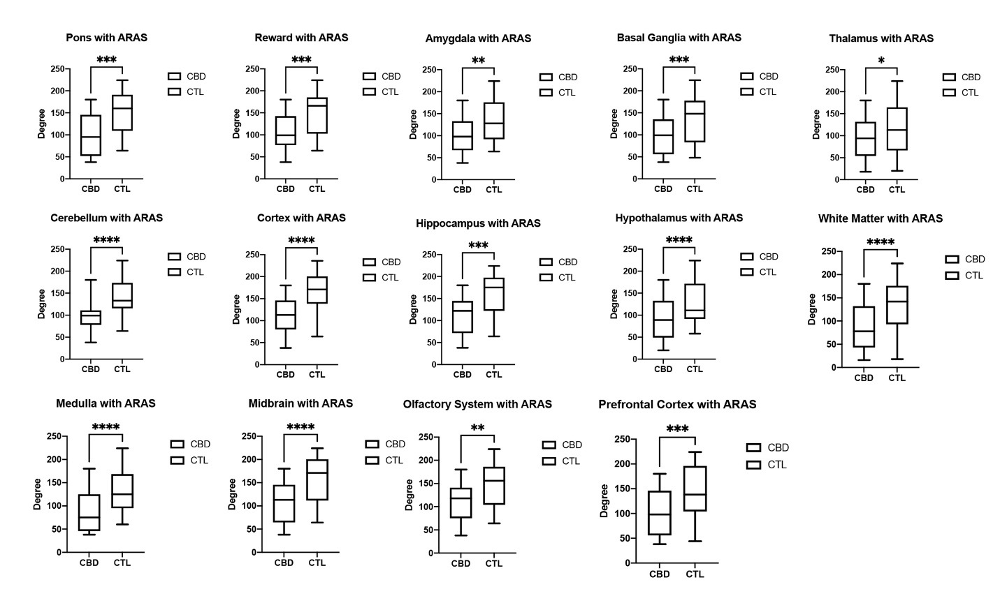 Pons with ARAS
***
250
200
150
100
50
0
Degree
CBD
CTL
CBD
CTL
Reward with ARAS
***
250
200
150
100
50
0
Degree
CBD
CTL
CBD
CTL
Amygdala with ARAS
**
250
200
150
100
50
0
Degree
CBD
CTL
CBD
CTL
Basal Ganglia with ARAS
***
250
200
150
100
50
0
Degree
CBD
CTL
CBD
CTL
Thalamus with ARAS
*
250
200
150
100
50
0
Degree
CBD
CTL
CBD
CTL
Cerebellum with ARAS
****
250
200
150
100
50
0
Degree
CBD
CTL
CBD
CTL
Cortex with ARAS
****
250
200
150
100
50
0
Degree
CBD
CTL
CBD
CTL
Hippocampus with ARAS
***
250
200
150
100
50
0
Degree
CBD
CTL
CBD
CTL
Hypothalamus with ARAS
****
250
200
150
100
50
0
Degree
CBD
CTL
CBD
CTL
White Matter with ARAS
****
250
200
150
100
50
0
Degree
CBD
CTL
CBD
CTL
Medulla with ARAS
****
250
200
150
100
50
0
Degree
CBD
CTL
CBD
CTL
Midbrain with ARAS
****
250
200
150
100
50
0
Degree
CBD
CTL
CBD
CTL
Olfactory System with ARAS
**
250
200
150
100
50
0
Degree
CBD
CTL
CBD
CTL
Prefrontal Cortex with ARAS
***
250
200
150
100
50
0
Degree
CBD
CTL
CBD
CTL